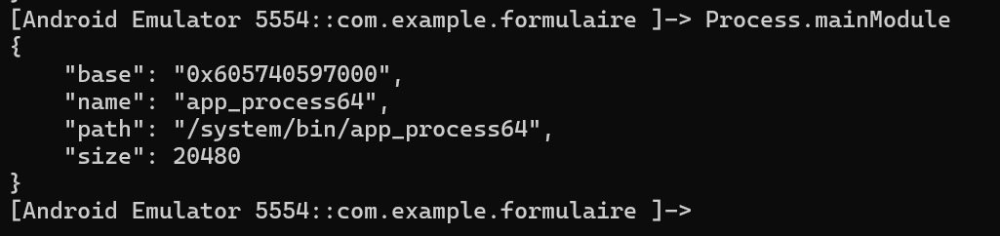 [Android Emulator 5554::com.example.formulaire ]-> Process.mainModule
{
    "base": "0x605740597000",
    "name": "app_process64",
    "path": "/system/bin/app_process64",
    "size": 20480
}
[Android Emulator 5554::com.example.formulaire ]->